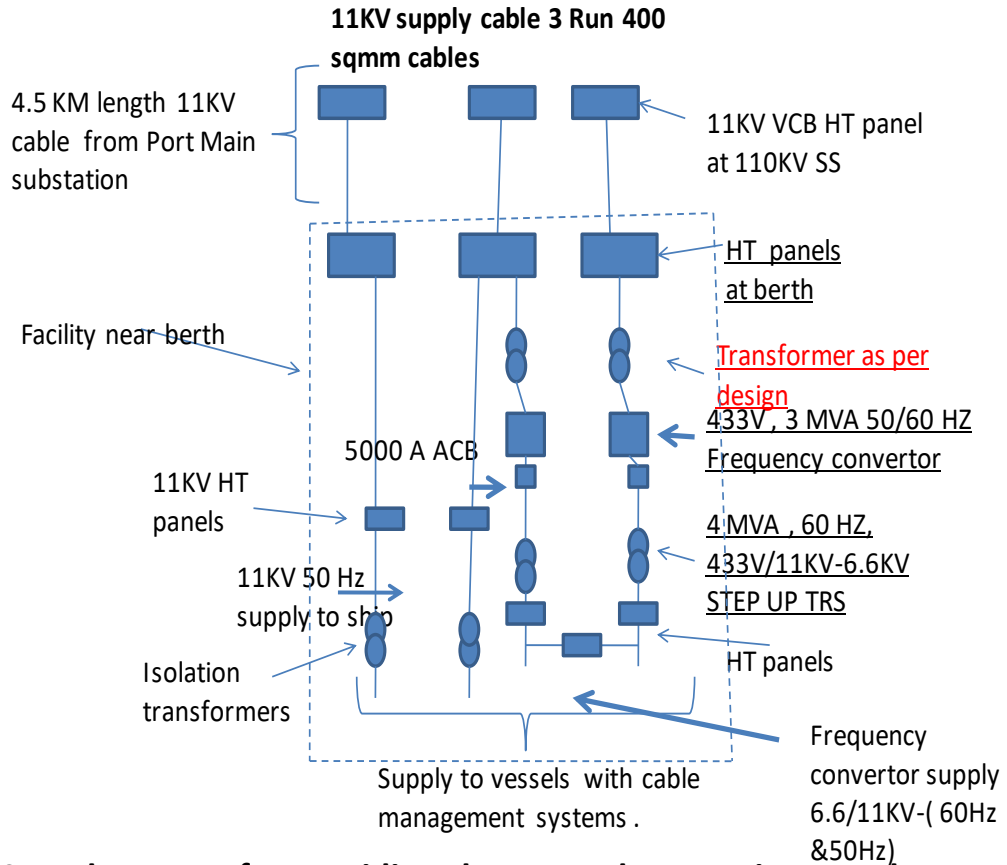 11KV supply cable 3 Run 400
sqmm cables
4.5 KM length 11KV
cable from Port Main
substation
11KV VCB HT panel
at 110KV SS
HT panels
at berth
Facility near berth
Transformer as per
design
433V , 3 MVA 50/60 HZ
Frequency convertor
5000 A ACB
11KV HT
panels
4 MVA , 60 HZ,
433V/11KV-6.6KV
STEP UP TRS
11KV 50 Hz
supply to ship
HT panels
Isolation
transformers
Frequency
convertor supply
6.6/11KV-( 60Hz
&50Hz)
Supply to vessels with cable
management systems .